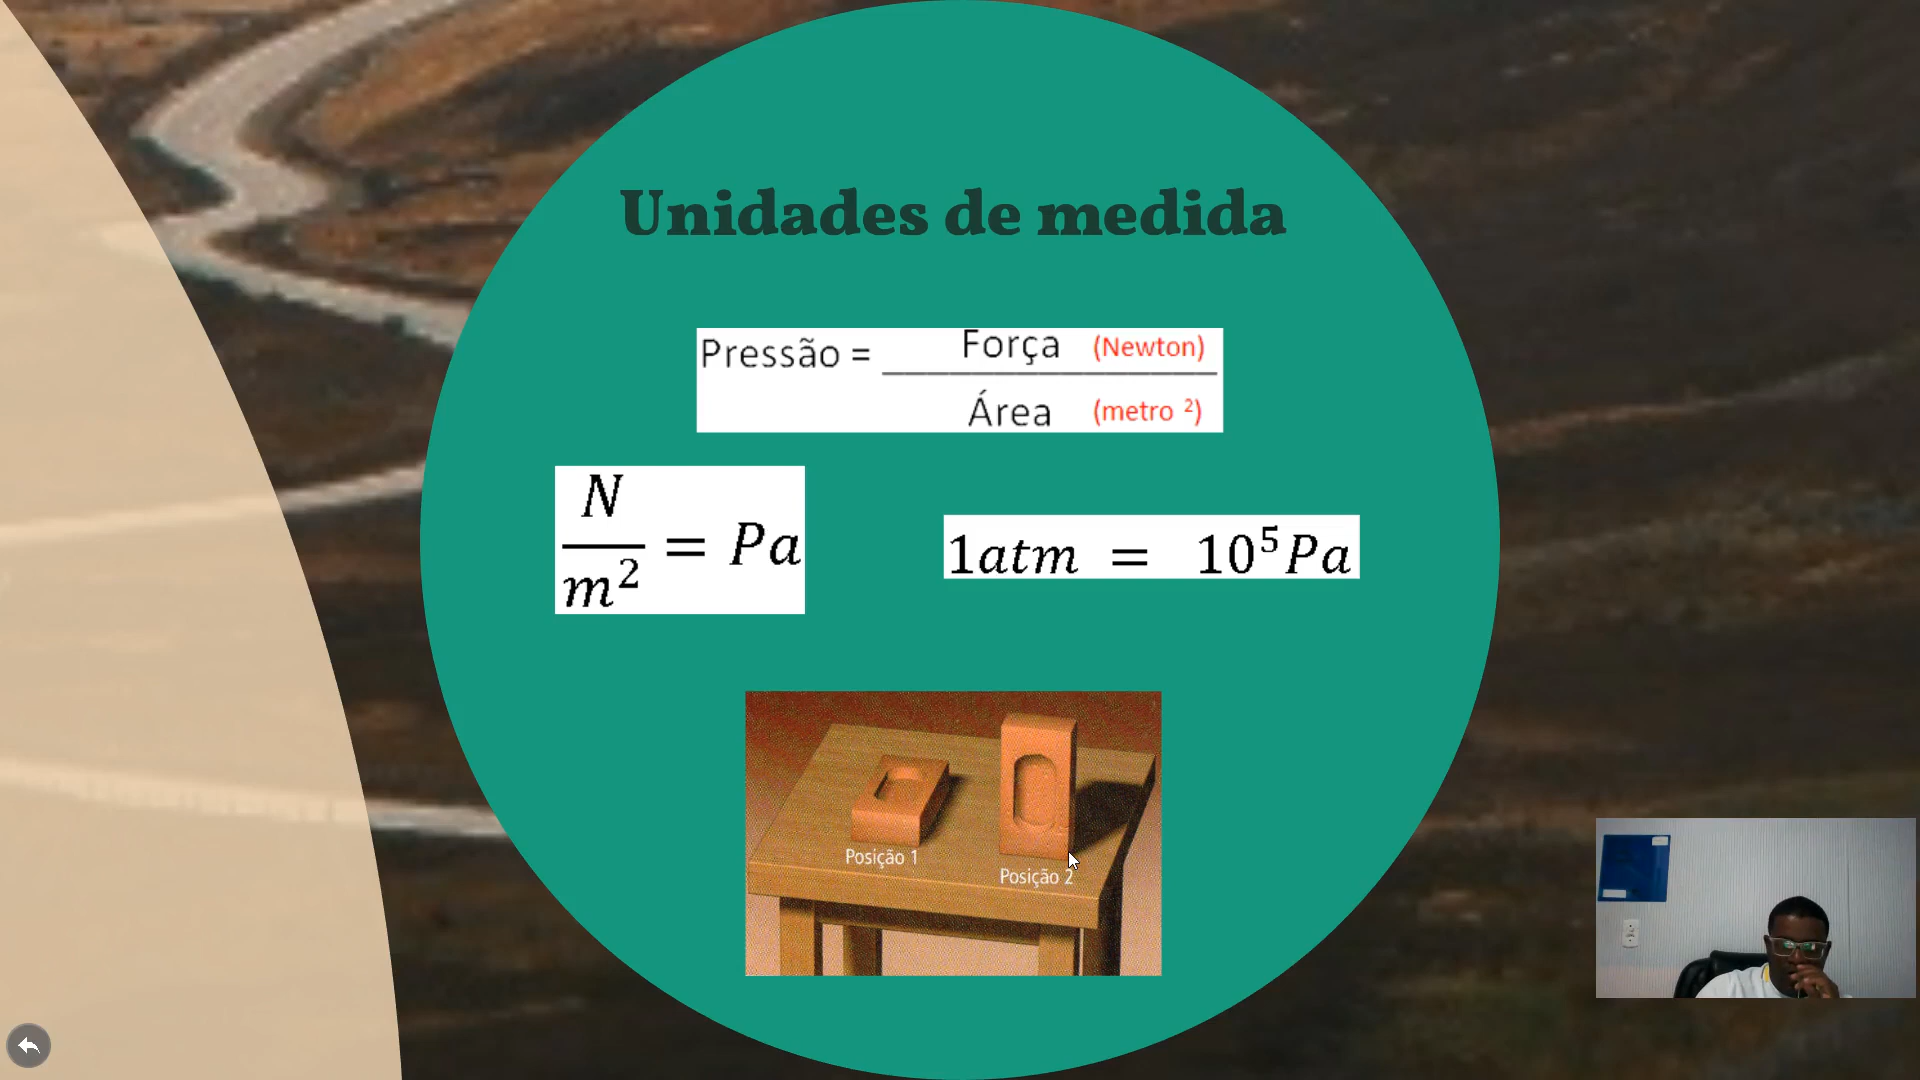 Unidades de medida
Pressão = Força (Newton)
Área (metro ²)
N
m² = Pa
1atm = 10⁵Pa
Posição 1
Posição 2